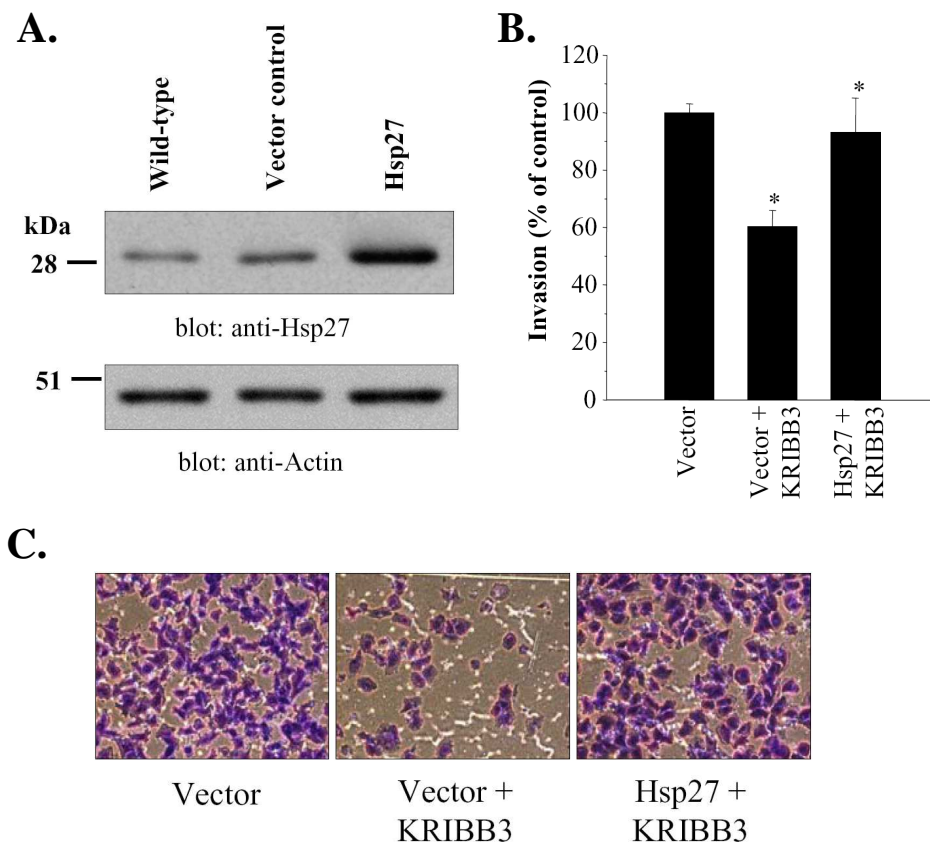 A.
Wild-type
Vector control
Hsp27
kDa
28
blot: anti-Hsp27
51
blot: anti-Actin
B.
Invasion (% of control)
120
100
80
60
40
20
0
*
*
Vector
Vector +
KRIBB3
Hsp27 +
KRIBB3
C.
Vector
Vector +
KRIBB3
Hsp27 +
KRIBB3